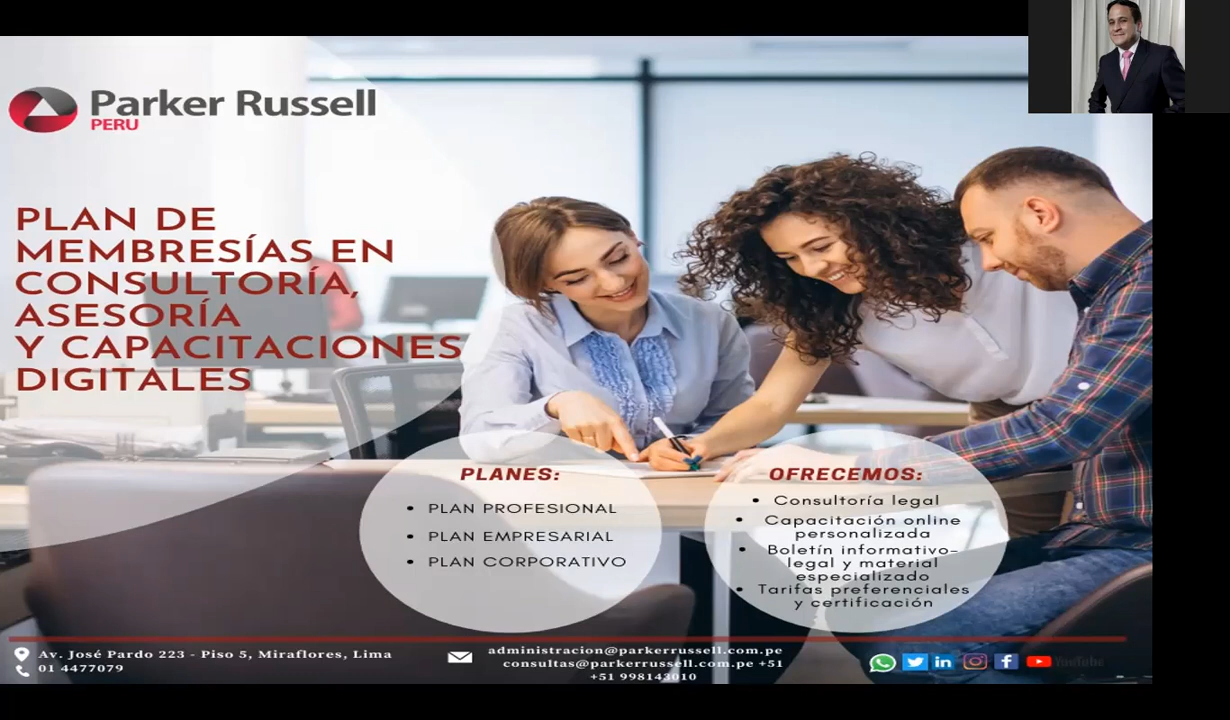 Parker Russell
PERU
PLAN DE
MEMBRESÍAS EN
CONSULTORÍA,
ASESORÍA
Y CAPACITACIONES
DIGITALES
PLANES:
• PLAN PROFESIONAL
• PLAN EMPRESARIAL
• PLAN CORPORATIVO
OFRECEMOS:
• Consultoría legal
• Capacitación online
personalizada
• Boletín informativo-
legal y material
especializado
• Tarifas preferenciales
y certificación
Av. José Pardo 223 - Piso 5, Miraflores, Lima
01 4477079
administracion@parkerrussell.com.pe
consultas@parkerrussell.com.pe +51
+51 998143010
YouTube